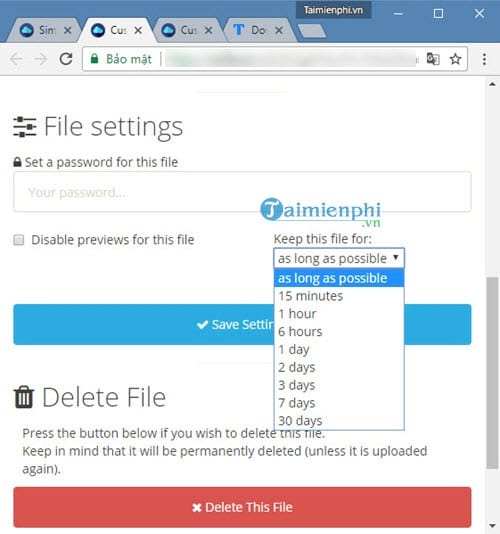 Taimienphi.vn
Sim
Cus
Cus
Dov
Bảo mật
File settings
Set a password for this file
Your password...
Taimienphi
.vn
Disable previews for this file
Keep this file for:
as long as possible
as long as possible
15 minutes
1 hour
6 hours
1 day
2 days
3 days
7 days
30 days
Save Settin
Delete File
Press the button below if you wish to delete this file.
Keep in mind that it will be permanently deleted (unless it is uploaded
again).
Delete This File